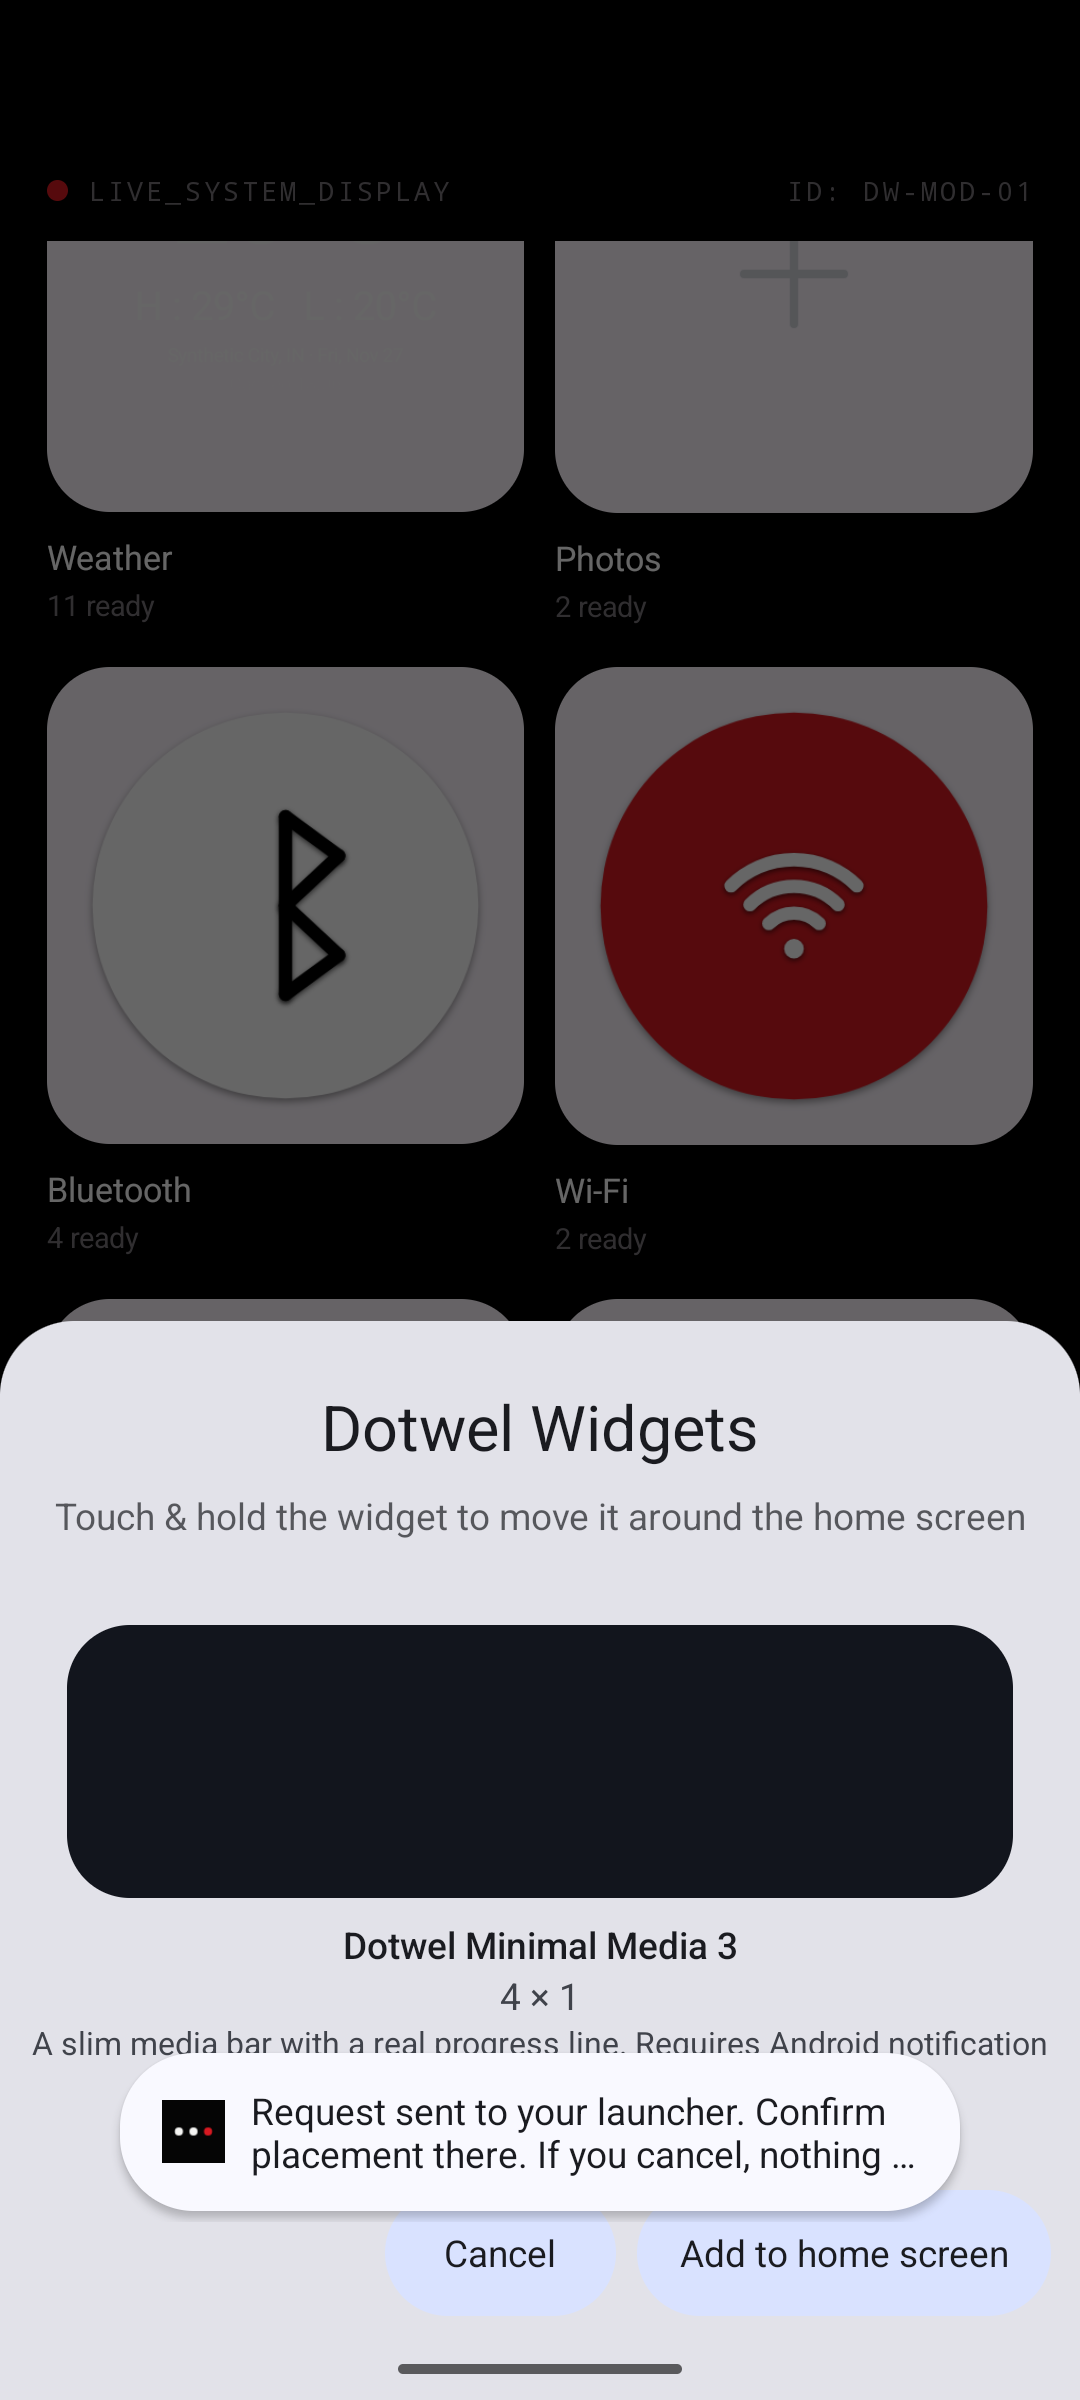 LIVE_SYSTEM_DISPLAY
ID: DW-MOD-01
H : 29°C L : 20°C
Weather
11 ready
Photos
2 ready
Bluetooth
4 ready
Wi-Fi
2 ready
Dotwel Widgets
Touch & hold the widget to move it around the home screen
Dotwel Minimal Media 3
4 × 1
A slim media bar with a real progress line. Requires Android notification
Request sent to your launcher. Confirm
placement there. If you cancel, nothing ...
Cancel
Add to home screen